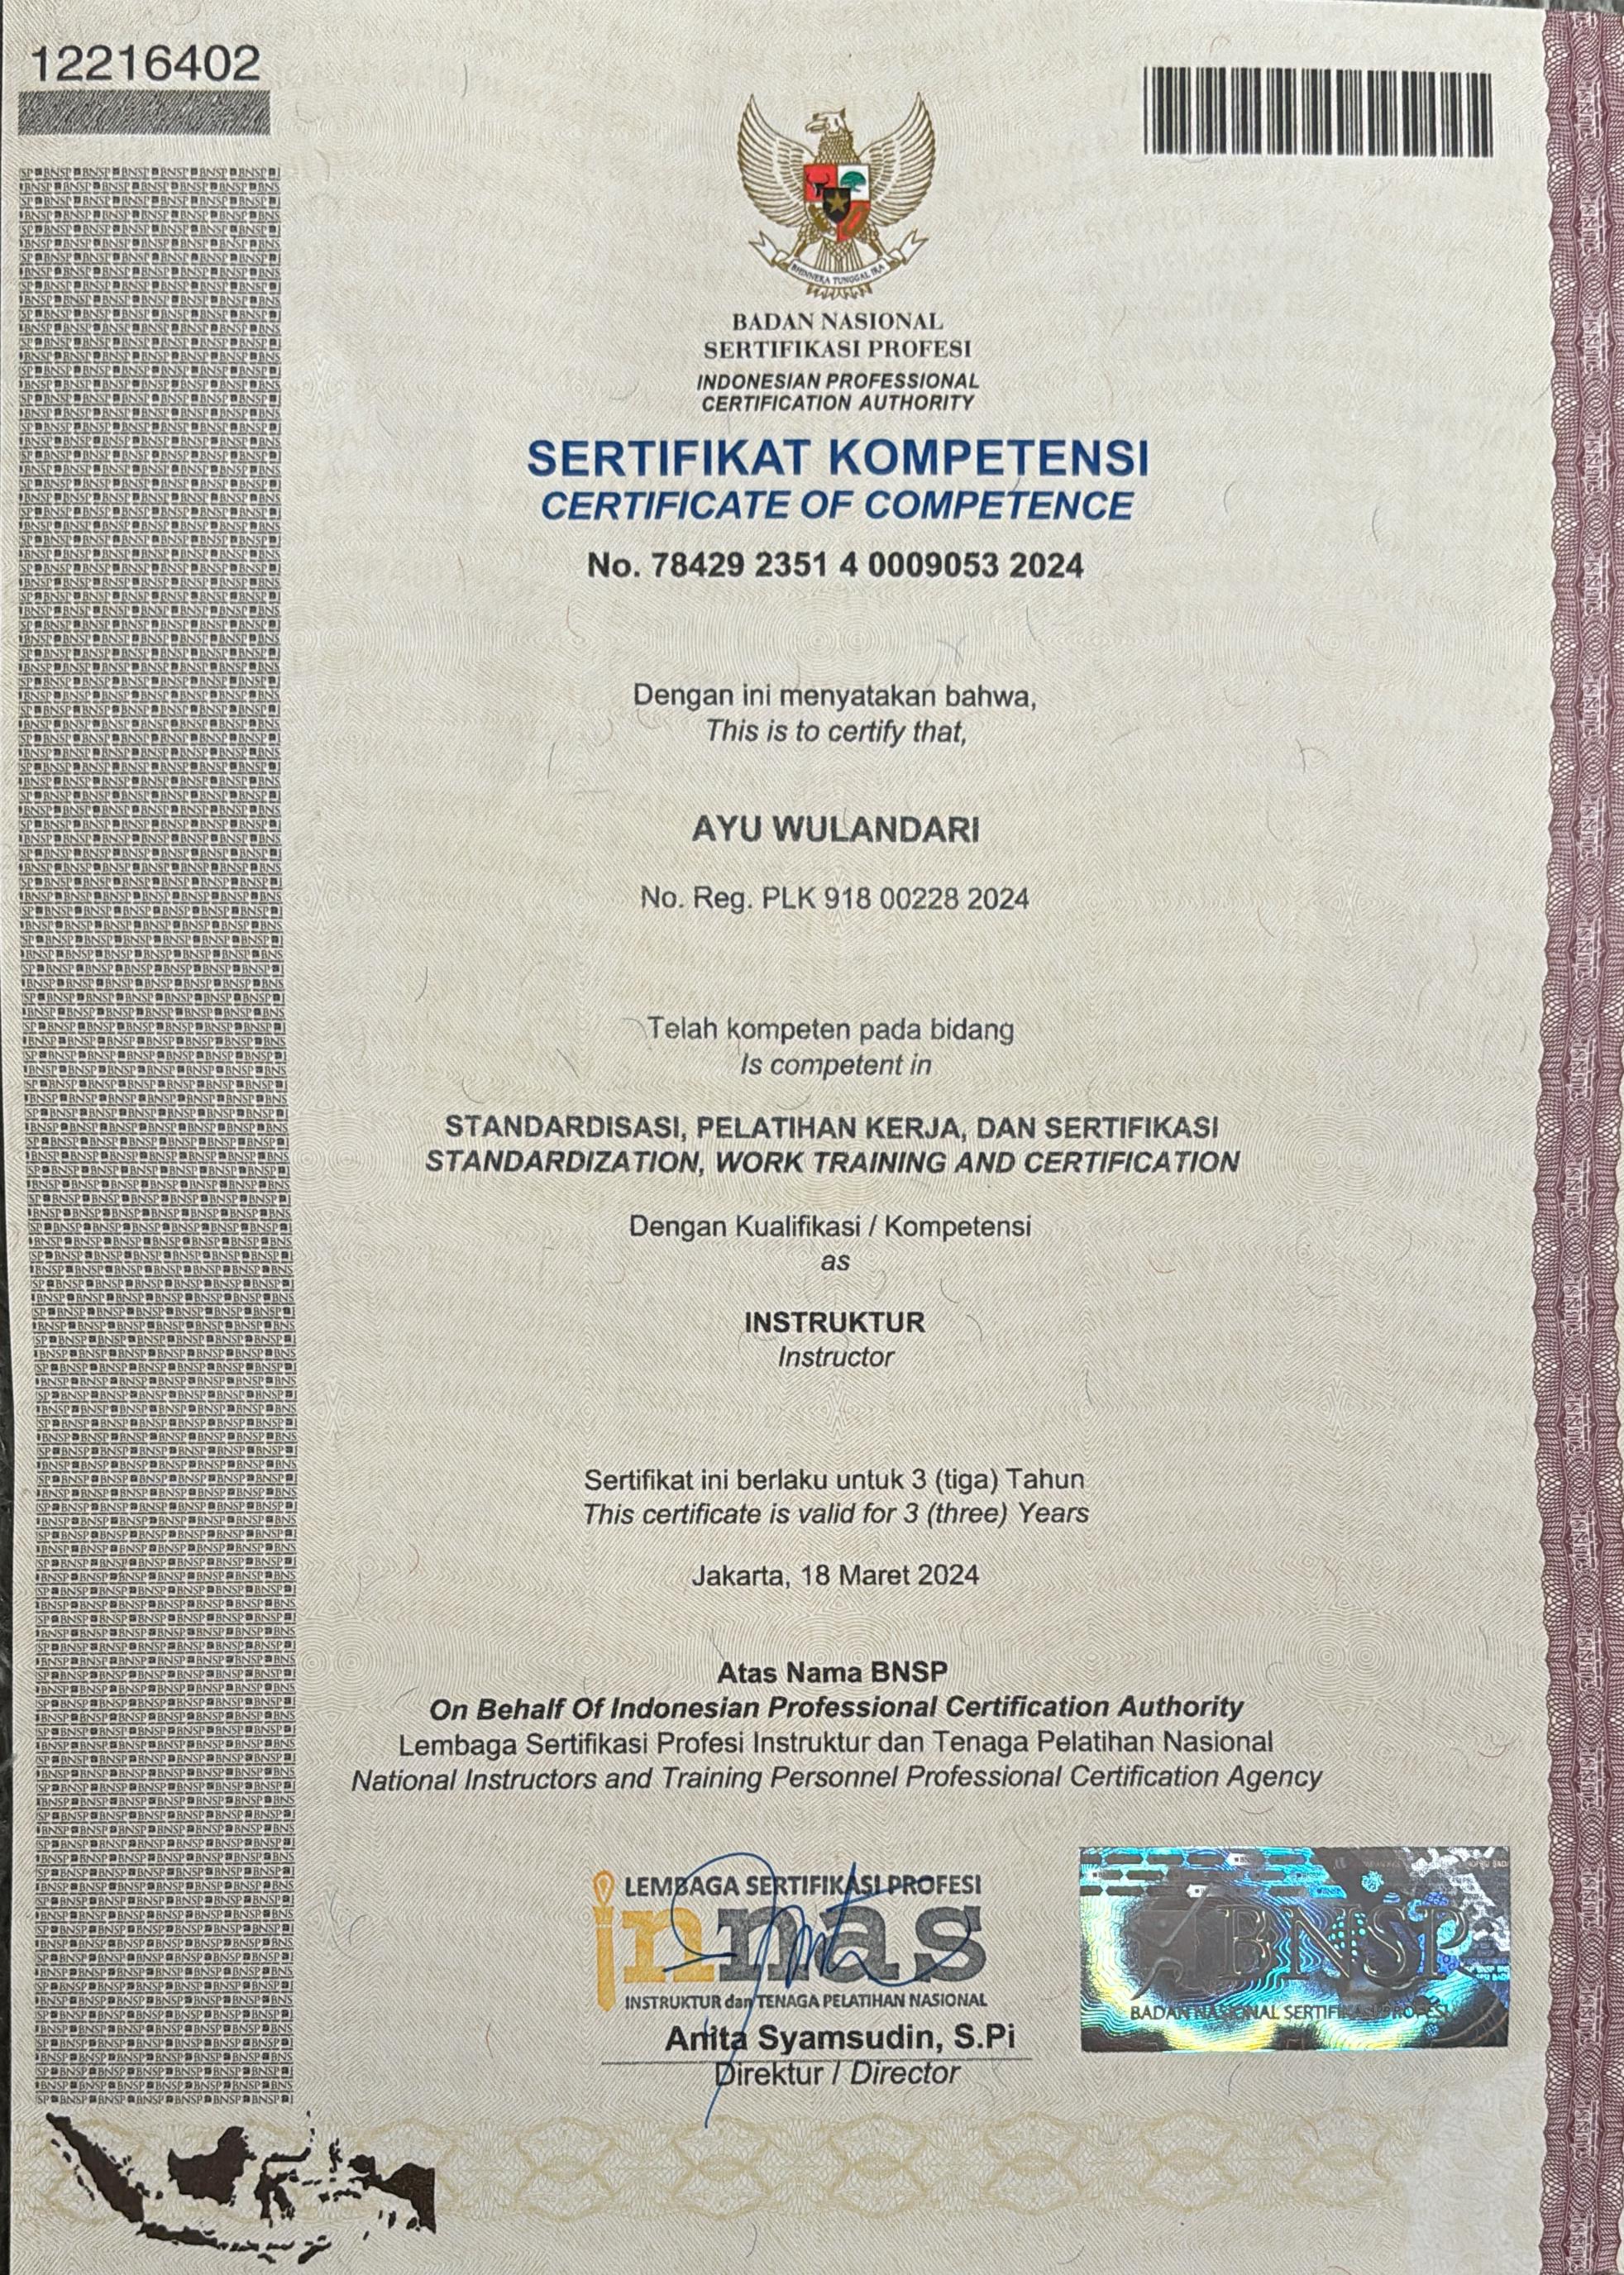 12216402
BHINNEKA TUNGGAL IKA
BADAN NASIONAL
SERTIFIKASI PROFESI
INDONESIAN PROFESSIONAL
CERTIFICATION AUTHORITY
SERTIFIKAT KOMPETENSI
CERTIFICATE OF COMPETENCE
No. 78429 2351 4 0009053 2024
Dengan ini menyatakan bahwa,
This is to certify that,
AYU WULANDARI
No. Reg. PLK 918 00228 2024
Telah kompeten pada bidang
Is competent in
STANDARDISASI, PELATIHAN KERJA, DAN SERTIFIKASI
STANDARDIZATION, WORK TRAINING AND CERTIFICATION
Dengan Kualifikasi / Kompetensi
as
INSTRUKTUR
Instructor
Sertifikat ini berlaku untuk 3 (tiga) Tahun
This certificate is valid for 3 (three) Years
Jakarta, 18 Maret 2024
Atas Nama BNSP
On Behalf Of Indonesian Professional Certification Authority
Lembaga Sertifikasi Profesi Instruktur dan Tenaga Pelatihan Nasional
National Instructors and Training Personnel Professional Certification Agency
LEMBAGA SERTIFIKASI PROFESI
innas
INSTRUKTUR dan TENAGA PELATIHAN NASIONAL
Anita Syamsudin, S.Pi
Direktur / Director
BNSP
BADAN NASIONAL SERTIFIKASI PROFESI